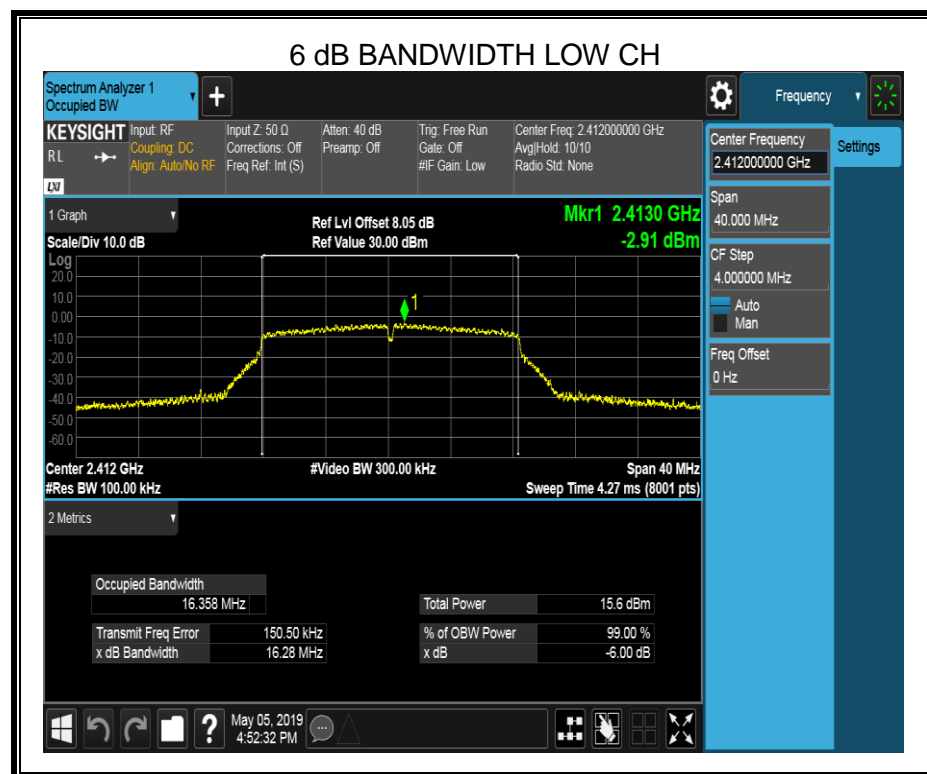 6 dB BANDWIDTH LOW CH
Spectrum Analyzer 1
Occupied BW
+
Frequency
KEYSIGHT
RL
LXI
Input: RF
Coupling: DC
Align: Auto/No RF
Input Z: 50 Ω
Corrections: Off
Freq Ref: Int (S)
Atten: 40 dB
Preamp: Off
Trig: Free Run
Gate: Off
#IF Gain: Low
Center Freq: 2.412000000 GHz
Avg|Hold: 10/10
Radio Std: None
Center Frequency
2.412000000 GHz
Settings
Span
40.000 MHz
CF Step
4.000000 MHz
Auto
Man
Freq Offset
0 Hz
1 Graph
Scale/Div 10.0 dB
Ref Lvl Offset 8.05 dB
Ref Value 30.00 dBm
Mkr1 2.4130 GHz
-2.91 dBm
Log
20.0
10.0
0.00
-10.0
-20.0
-30.0
-40.0
-50.0
-60.0
1
Center 2.412 GHz
#Video BW 300.00 kHz
Span 40 MHz
#Res BW 100.00 kHz
Sweep Time 4.27 ms (8001 pts)
2 Metrics
Occupied Bandwidth
16.358 MHz
Total Power 15.6 dBm
Transmit Freq Error 150.50 kHz
% of OBW Power 99.00 %
x dB Bandwidth 16.28 MHz
x dB -6.00 dB
?
May 05, 2019
4:52:32 PM